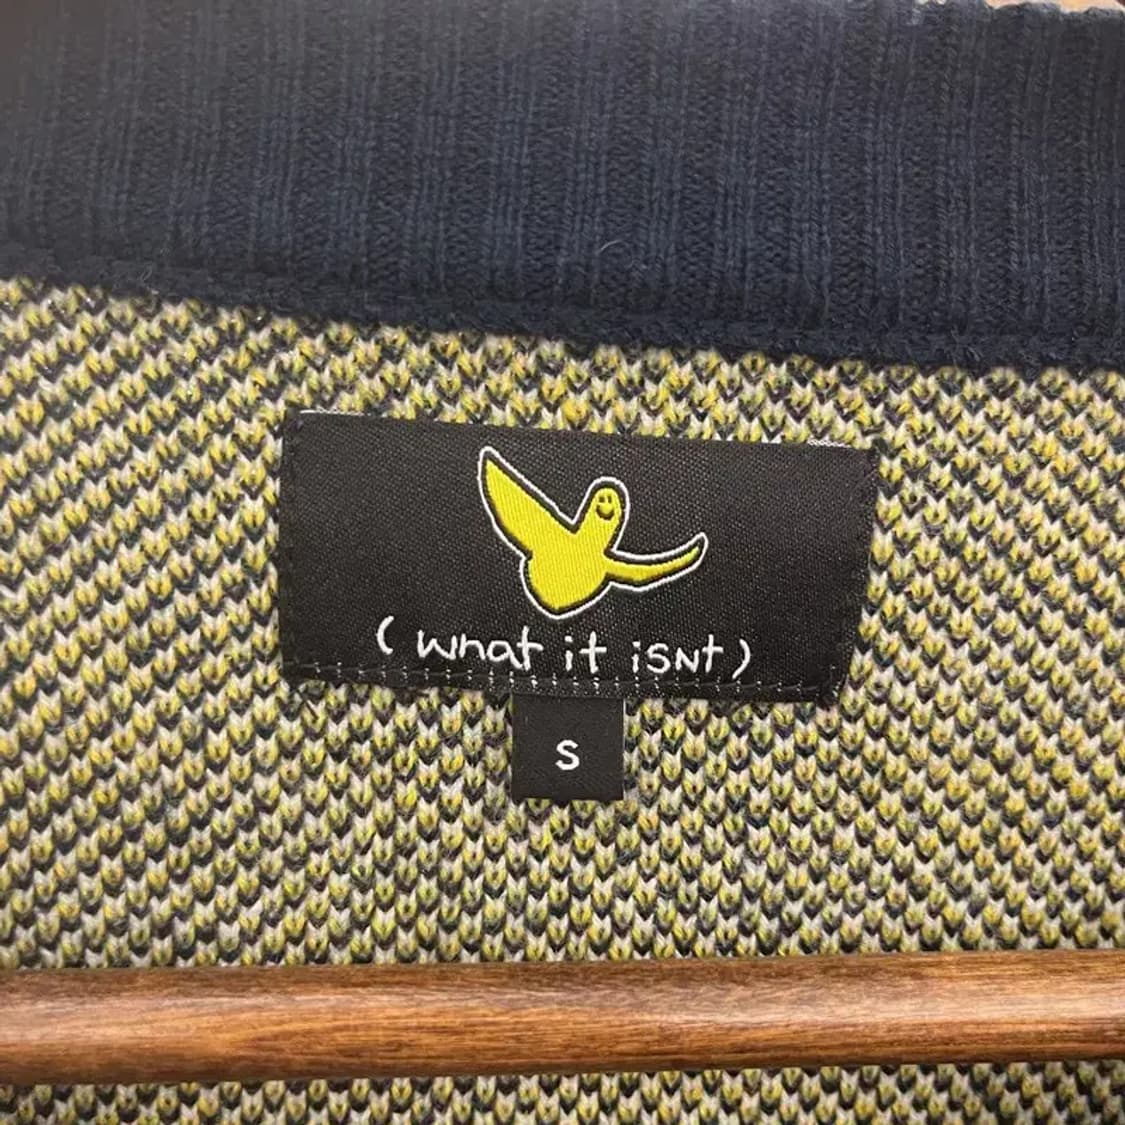 ( what it isNt )
S